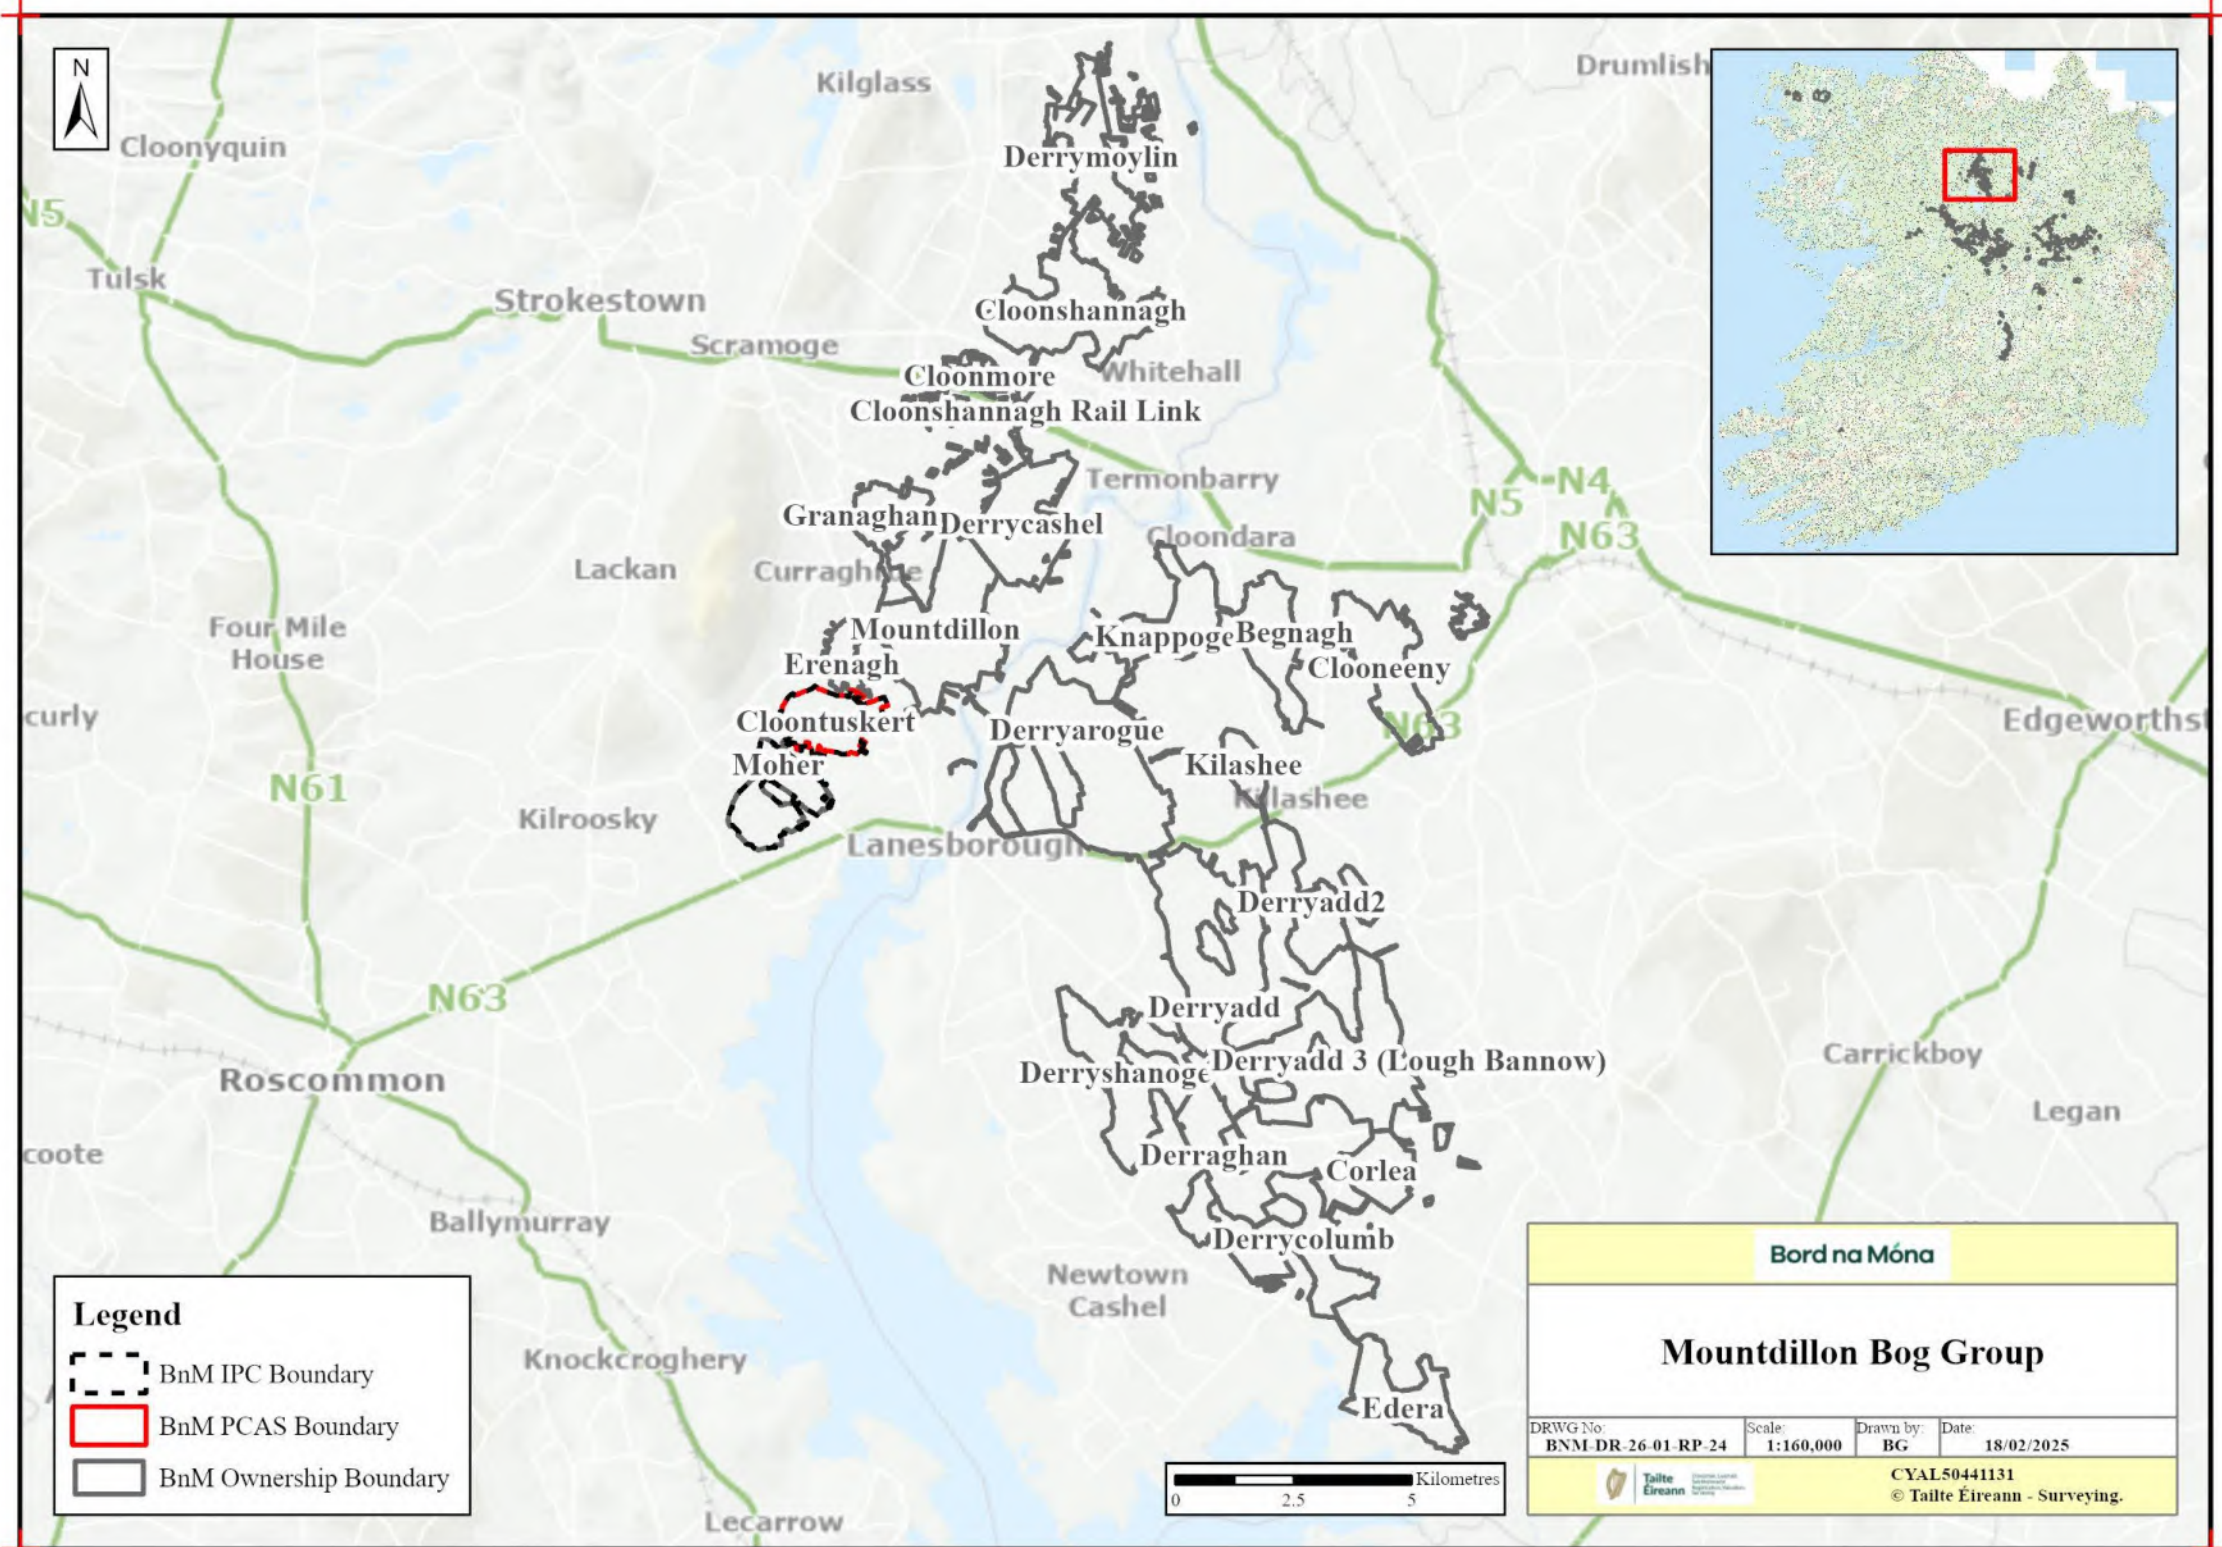 N
Kilglass
Drumlish
Cloonyquin
Derrymoylin
N5
Tulsk
Strokestown
Cloonshannagh
Scramoge
Whitehall
Cloonmore
Cloonshannagh Rail Link
Termonbarry
N5
N4
N63
Granaghan
Derrycashel
Cloondara
Lackan
Four Mile
House
Mountdillon
Knappoge
Begnagh
Erenagh
Clooneeny
curly
Cloontuskert
Derryarogue
N63
Edgeworthst
Moher
Kilashee
N61
Kilroosky
Killashee
Lanesborough
Derryadd2
N63
Derryadd
Derryadd 3 (Lough Bannow)
Derryshanoge
Carrickboy
Roscommon
Legan
coote
Derraghan
Corlea
Ballymurray
Derrycolumb
Newtown
Cashel
Knockcroghery
Edera
Lecarrow
Legend
BnM IPC Boundary
BnM PCAS Boundary
BnM Ownership Boundary
Kilometres
0 2.5 5
Bord na Móna
Mountdillon Bog Group
DRWG No: Scale: Drawn by: Date:
BNM-DR-26-01-RP-24 1:160,000 BG 18/02/2025
Tailte
Éireann
CYAL50441131
© Tailte Éireann - Surveying.